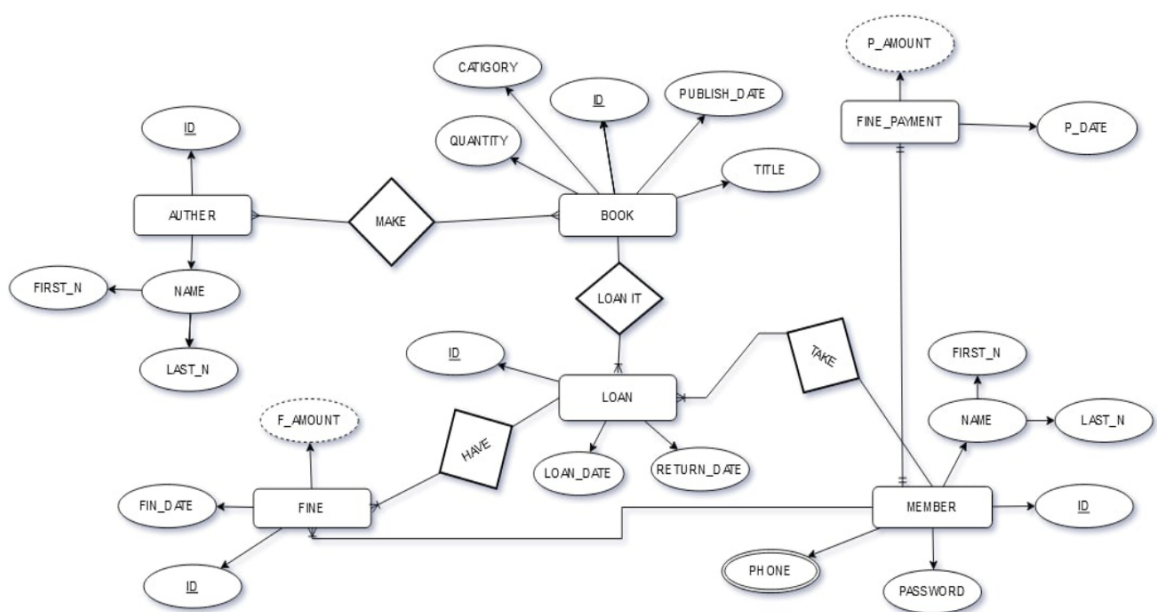 P_AMOUNT
CATIGORY
ID
PUBLISH_DATE
FINE_PAYMENT
P_DATE
ID
QUANTITY
TITLE
AUTHER
MAKE
BOOK
FIRST_N
NAME
LOAN IT
LAST_N
ID
TAKE
FIRST_N
LOAN
F_AMOUNT
NAME
LAST_N
HAVE
LOAN_DATE
RETURN_DATE
FIN_DATE
FINE
MEMBER
ID
ID
PHONE
PASSWORD